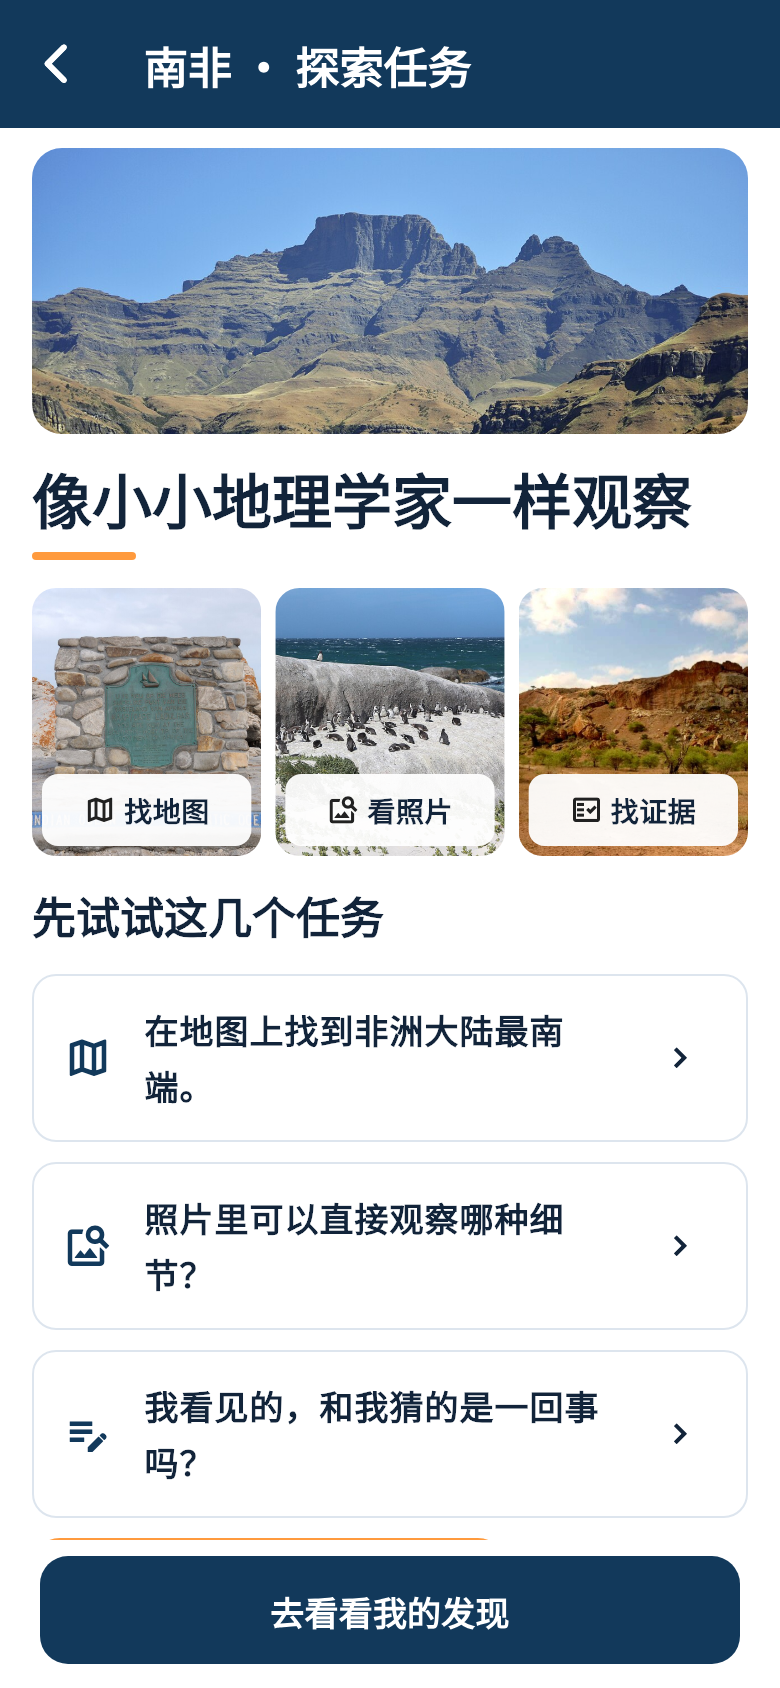 南非 · 探索任务
像小小地理学家一样观察
找地图
看照片
找证据
先试试这几个任务
在地图上找到非洲大陆最南
端。
照片里可以直接观察哪种细
节？
我看见的，和我猜的是一回事
吗？
去看看我的发现